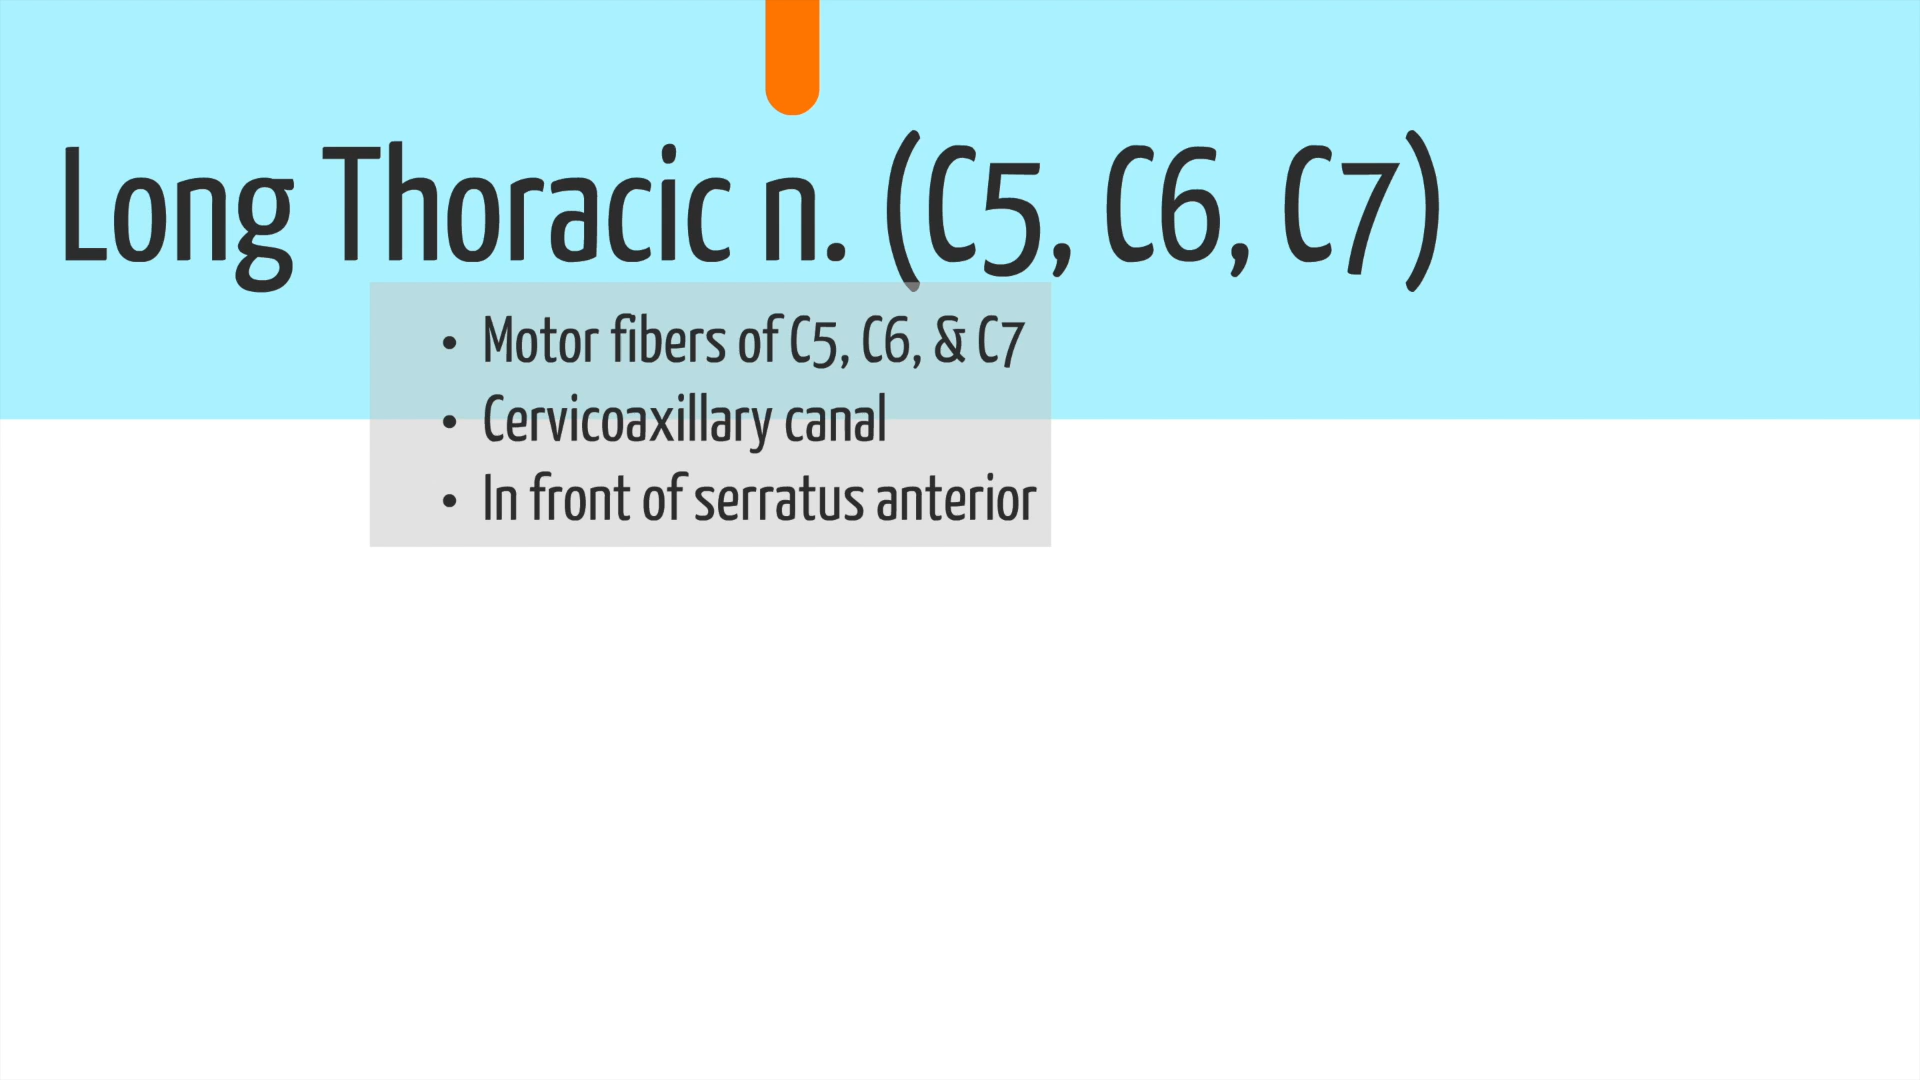 Long Thoracic n. (C5, C6, C7)
• Motor fibers of C5, C6, & C7
• Cervicoaxillary canal
• In front of serratus anterior